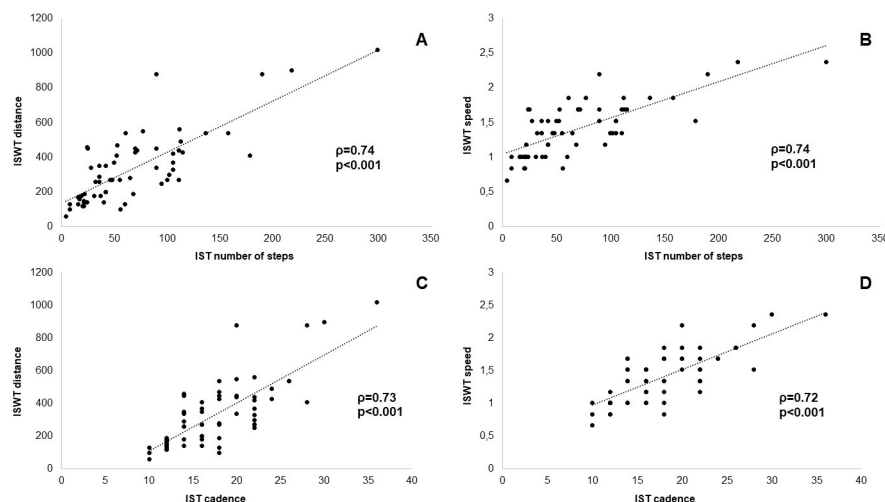 A
1200
1000
800
600
400
200
0
ISWT distance
0 50 100 150 200 250 300 350
IST number of steps
ρ=0.74
p<0.001
B
3
2,5
2
1,5
1
0,5
0
ISWT speed
0 50 100 150 200 250 300 350
IST number of steps
ρ=0.74
p<0.001
C
1200
1000
800
600
400
200
0
ISWT distance
0 5 10 15 20 25 30 35 40
IST cadence
ρ=0.73
p<0.001
D
3
2,5
2
1,5
1
0,5
0
ISWT speed
0 5 10 15 20 25 30 35 40
IST cadence
ρ=0.72
p<0.001